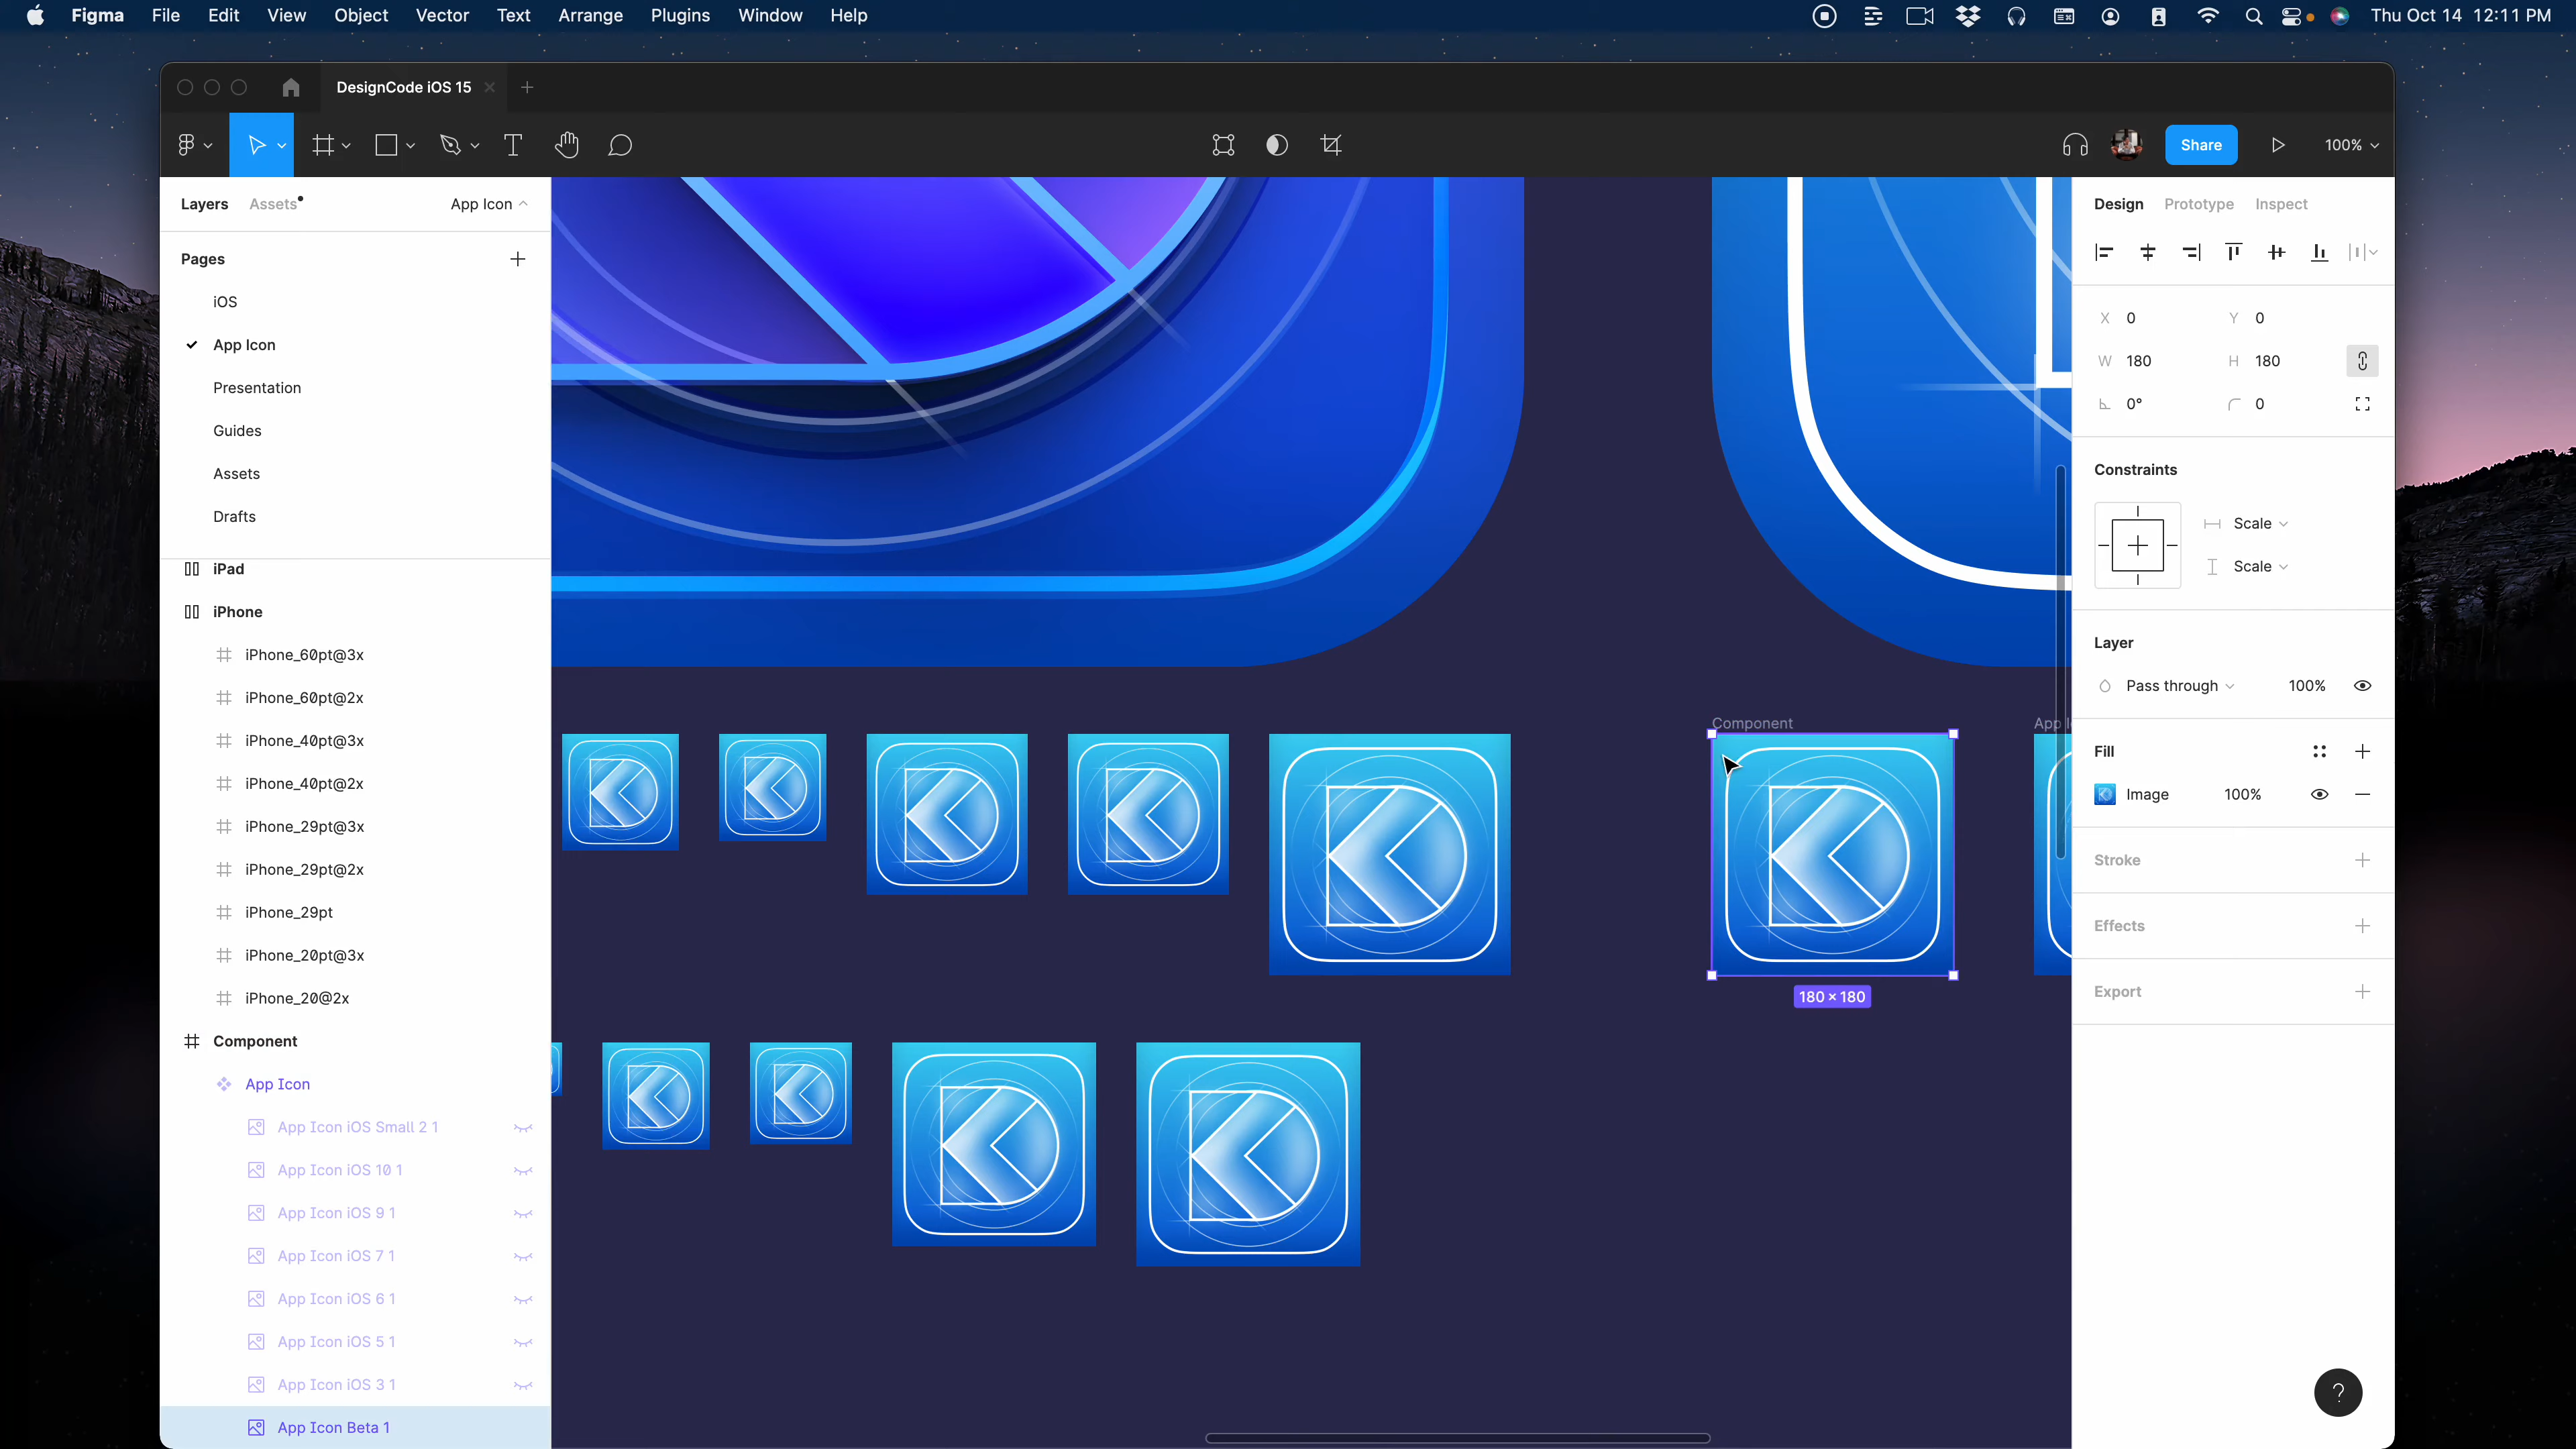 Figma File Edit View Object Vector Text Arrange Plugins Window Help Thu Oct 14 12:11 PM
DesignCode iOS 15
Share 100%
Layers Assets App Icon
Pages
iOS
App Icon
Presentation
Guides
Assets
Drafts
iPad
iPhone
iPhone_60pt@3x
iPhone_60pt@2x
iPhone_40pt@3x
iPhone_40pt@2x
iPhone_29pt@3x
iPhone_29pt@2x
iPhone_29pt
iPhone_20pt@3x
iPhone_20@2x
Component
App Icon
App Icon iOS Small 2 1
App Icon iOS 10 1
App Icon iOS 9 1
App Icon iOS 7 1
App Icon iOS 6 1
App Icon iOS 5 1
App Icon iOS 3 1
App Icon Beta 1
Component
App
180 × 180
Design Prototype Inspect
X 0 Y 0
W 180 H 180
0° 0
Constraints
Scale
Scale
Layer
Pass through 100%
Fill
Image 100%
Stroke
Effects
Export
?